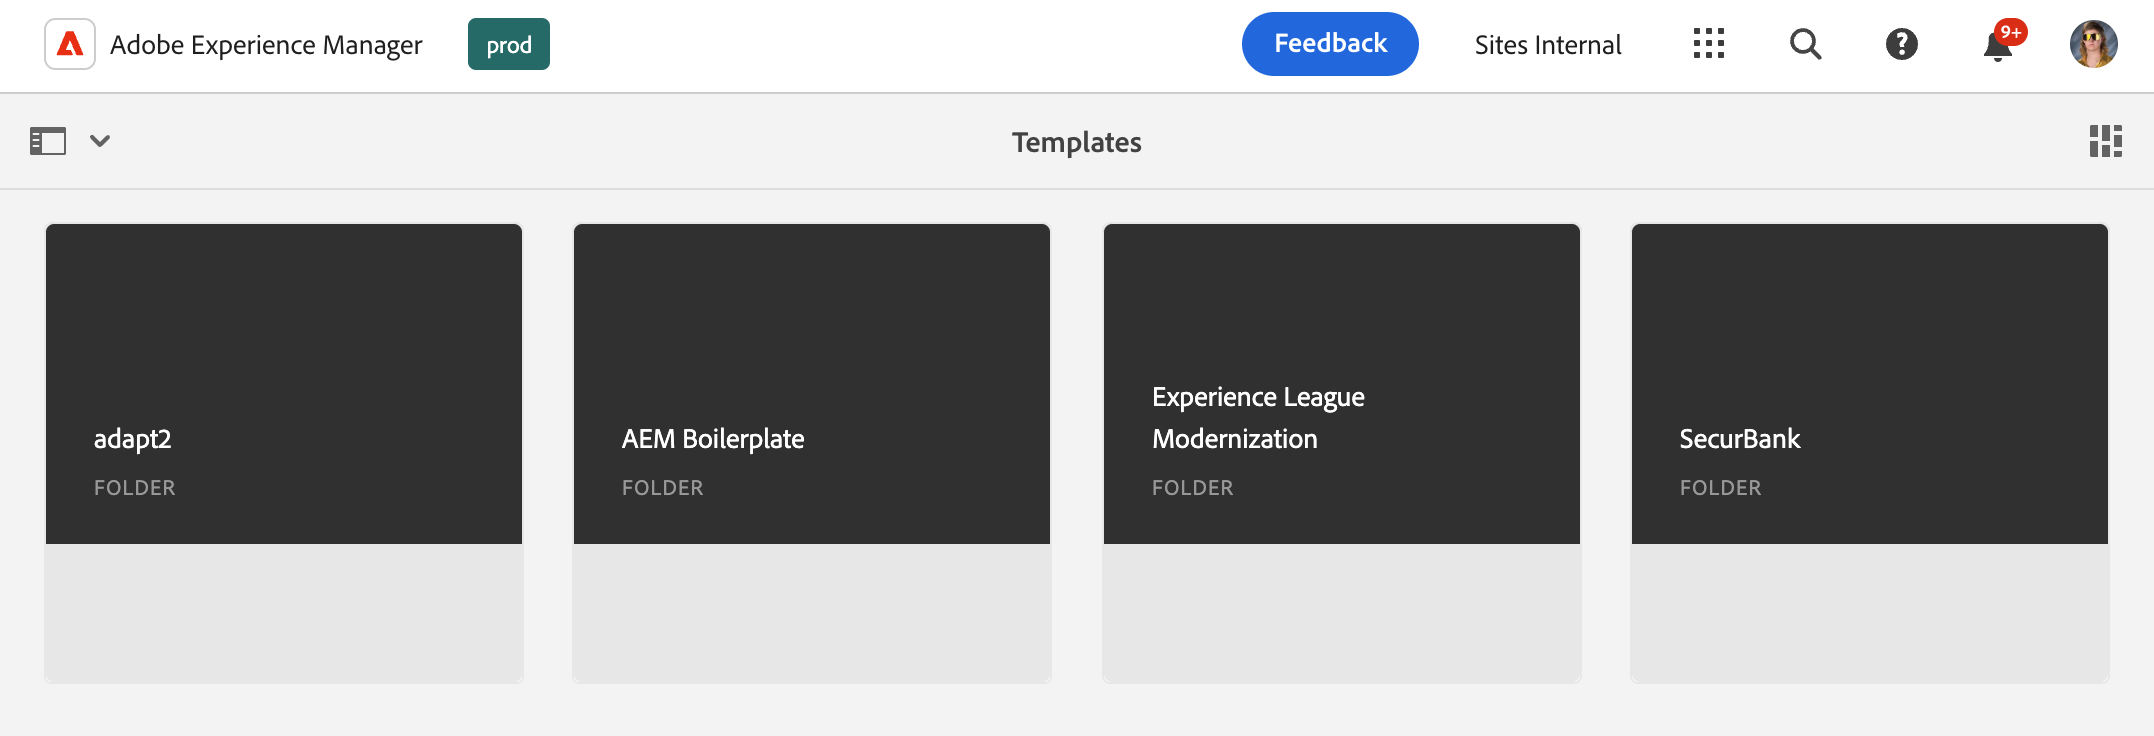 Adobe Experience Manager
prod
Feedback
Sites Internal
9+
Templates
adapt2
FOLDER
AEM Boilerplate
FOLDER
Experience League
Modernization
FOLDER
SecurBank
FOLDER